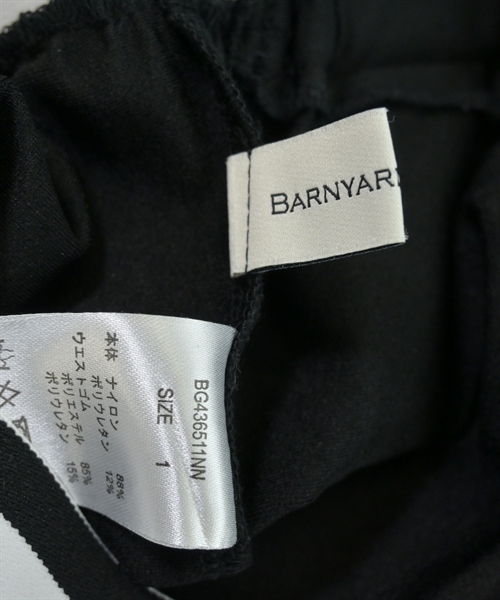 BARNYAR
BG436511NN
SIZE 1
本体 ナイロン 88%
ポリウレタン 12%
ウエストゴム
ポリエステル 85%
ポリウレタン 15%